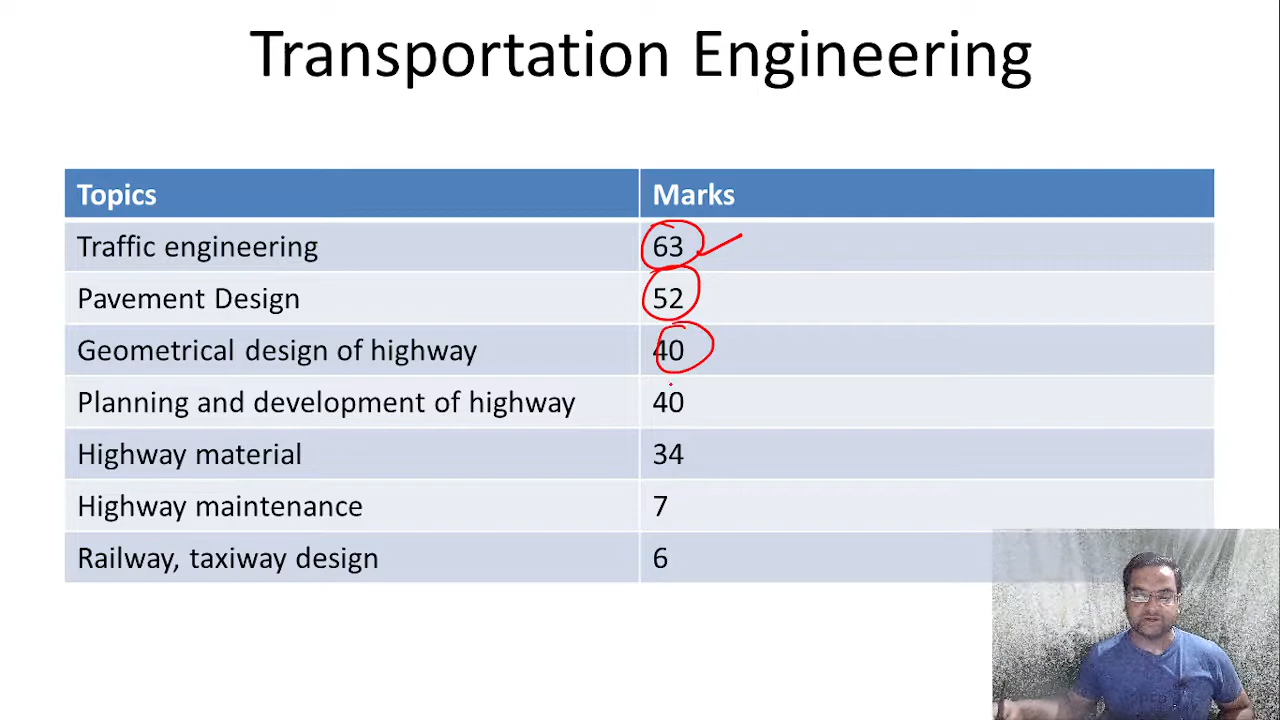 Transportation Engineering
Topics Marks
Traffic engineering 63
Pavement Design 52
Geometrical design of highway 40
Planning and development of highway 40
Highway material 34
Highway maintenance 7
Railway, taxiway design 6